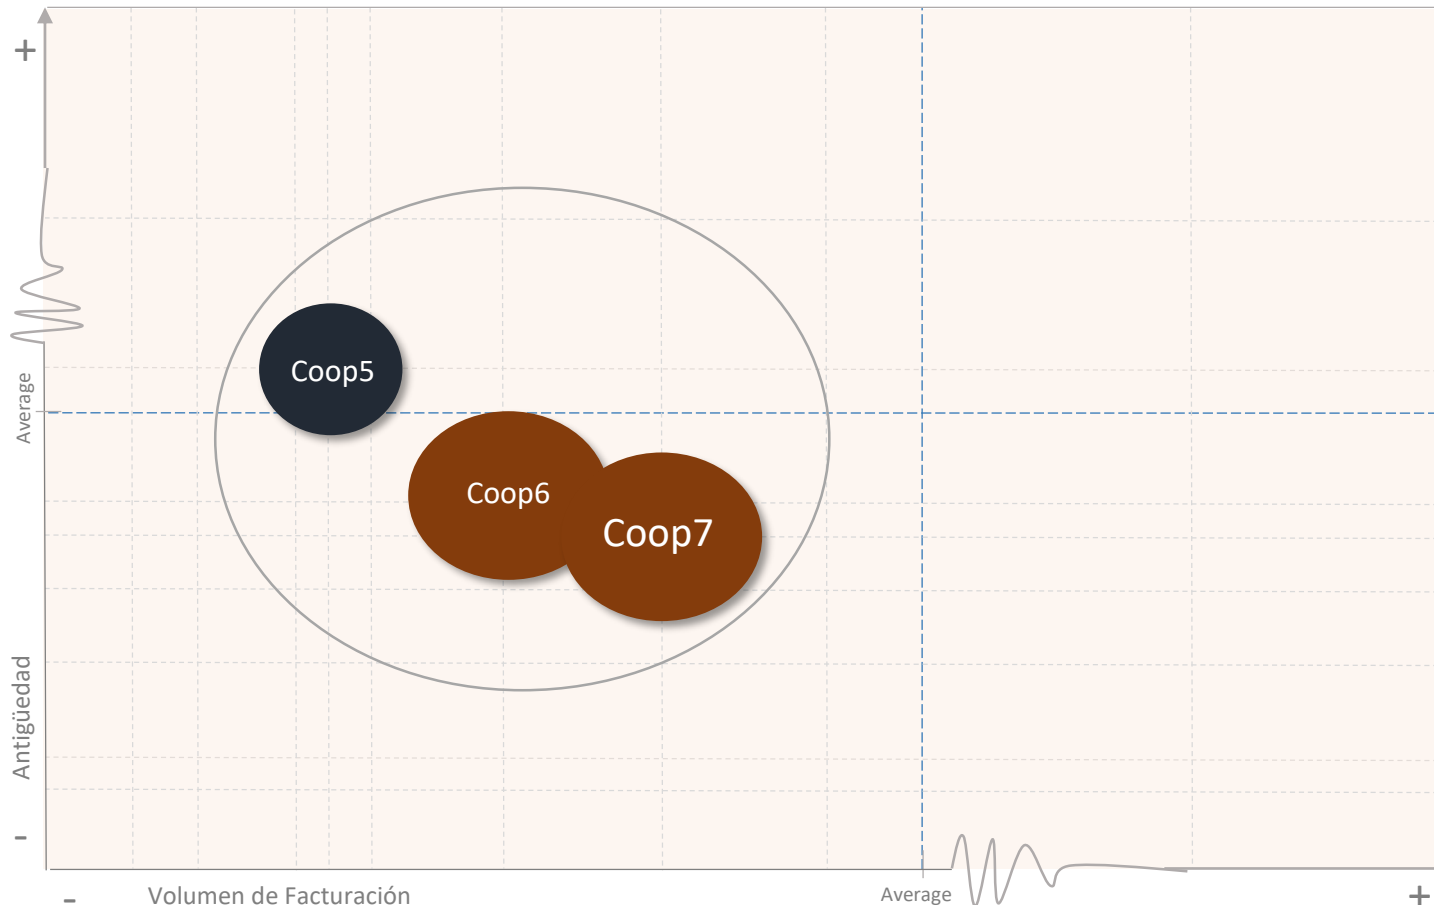 +
Coop5
Average
Coop6
Coop7
Antigüedad
-
-
Volumen de Facturación
Average
+